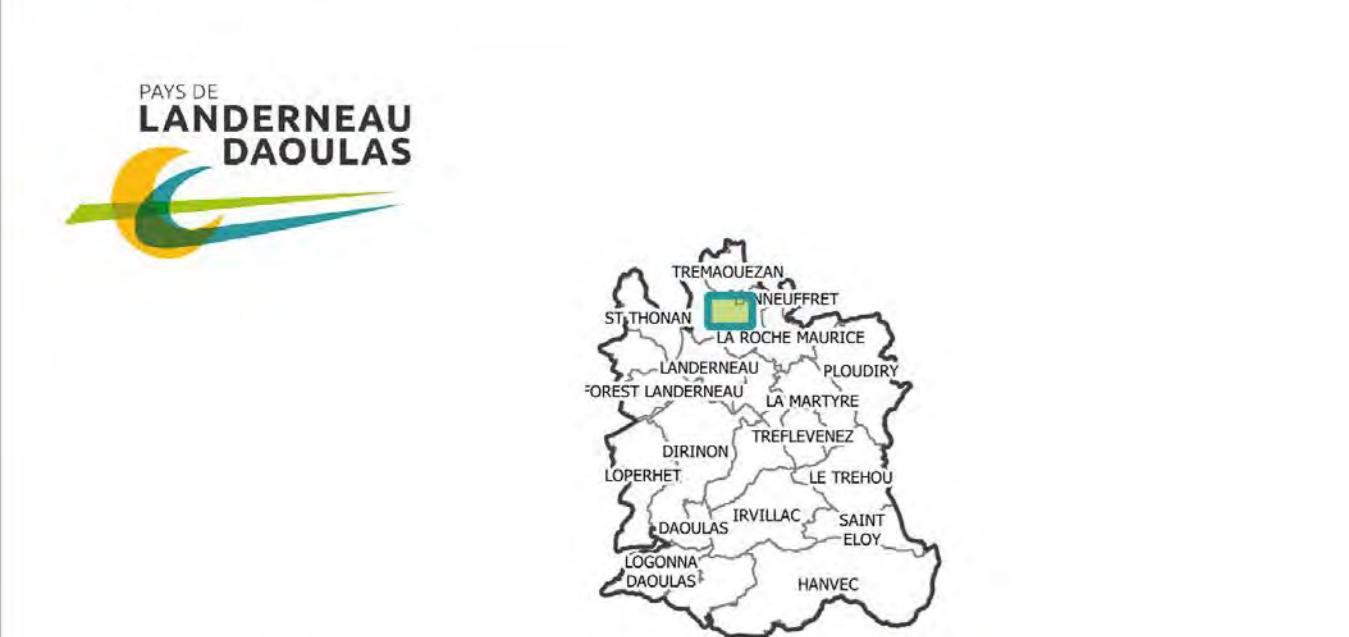 PAYS DE
LANDERNEAU
DAOULAS
TREMAOUEZAN
NNEUFFRET
ST THONAN
LA ROCHE MAURICE
LANDERNEAU
PLOUDIRY
FOREST LANDERNEAU
LA MARTYRE
TREFLEVENEZ
DIRINON
LOPERHET
LE TREHOU
IRVILLAC
SAINT
ELOY
DAOULAS
LOGONNA
DAOULAS
HANVEC